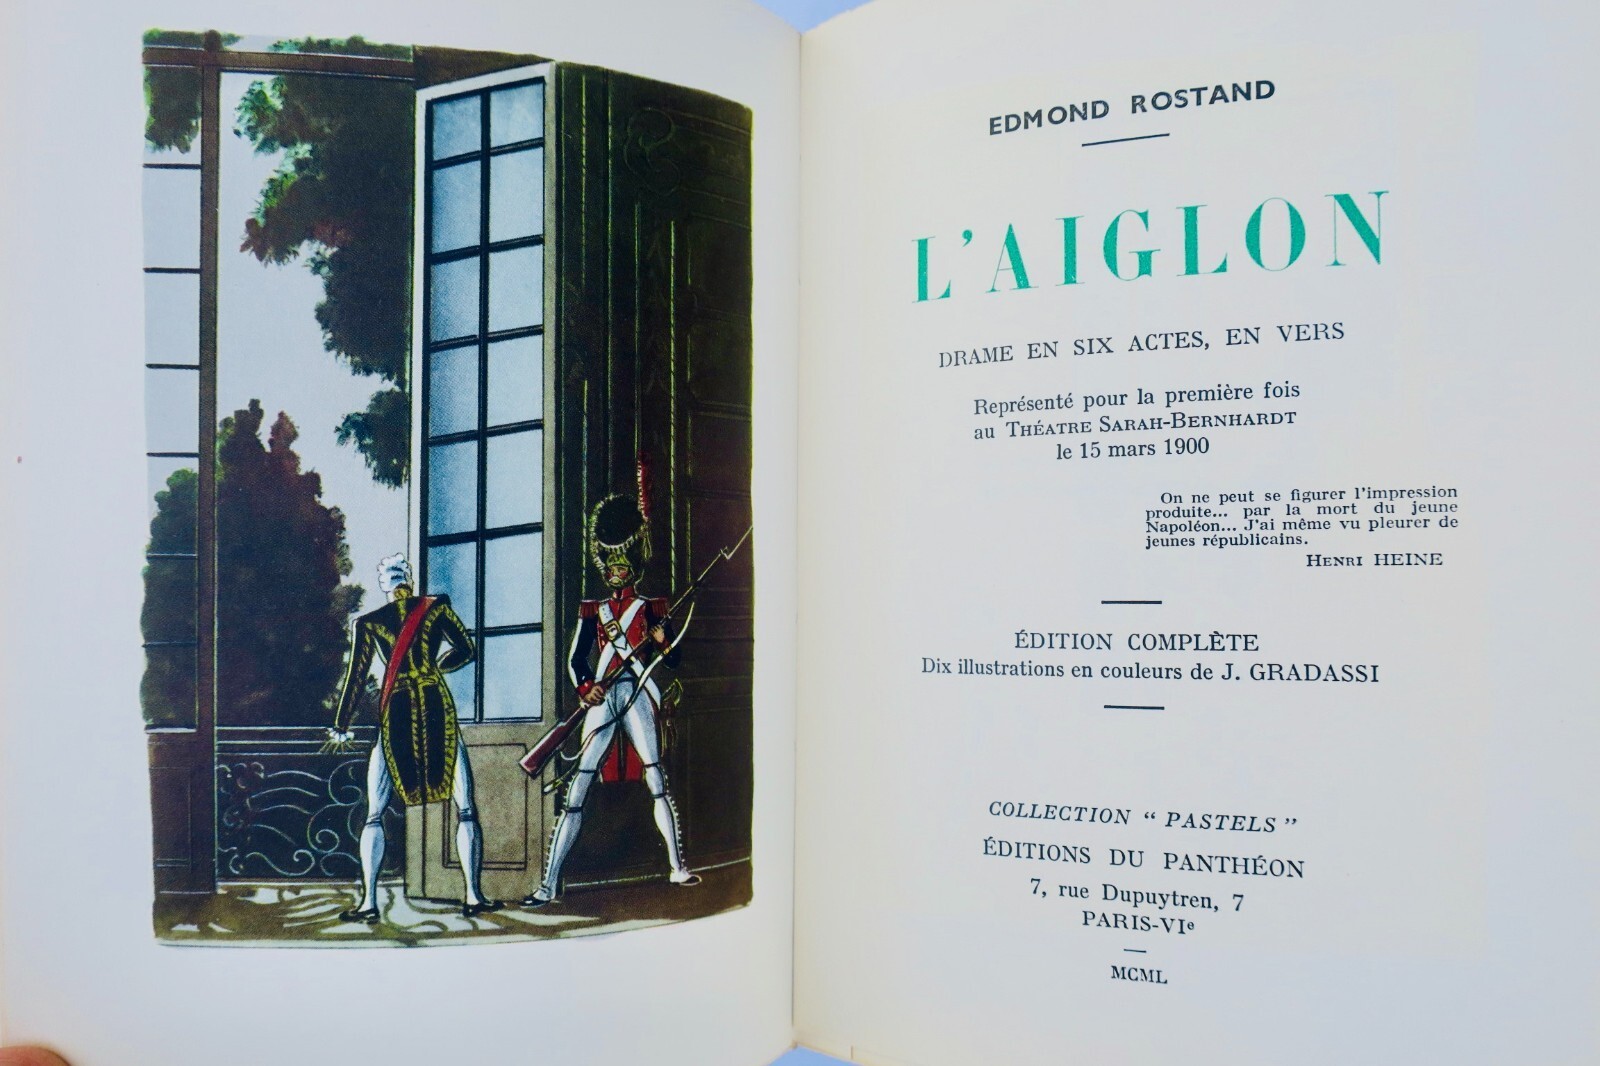 EDMOND ROSTAND
L'AIGLON
DRAME EN SIX ACTES, EN VERS
Représenté pour la première fois
au THÉATRE SARAH-BERNHARDT
le 15 mars 1900
On ne peut se figurer l'impression
produite... par la mort du jeune
Napoléon... J'ai même vu pleurer de
jeunes républicains.
HENRI HEINE
ÉDITION COMPLÈTE
Dix illustrations en couleurs de J. GRADASSI
COLLECTION “ PASTELS ”
ÉDITIONS DU PANTHÉON
7, rue Dupuytren, 7
PARIS-VIe
MCML